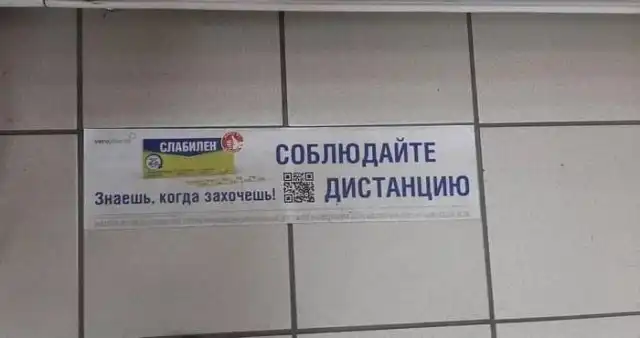 СЛАБИЛЕН
Знаешь, когда захочешь!
СОБЛЮДАЙТЕ
ДИСТАНЦИЮ